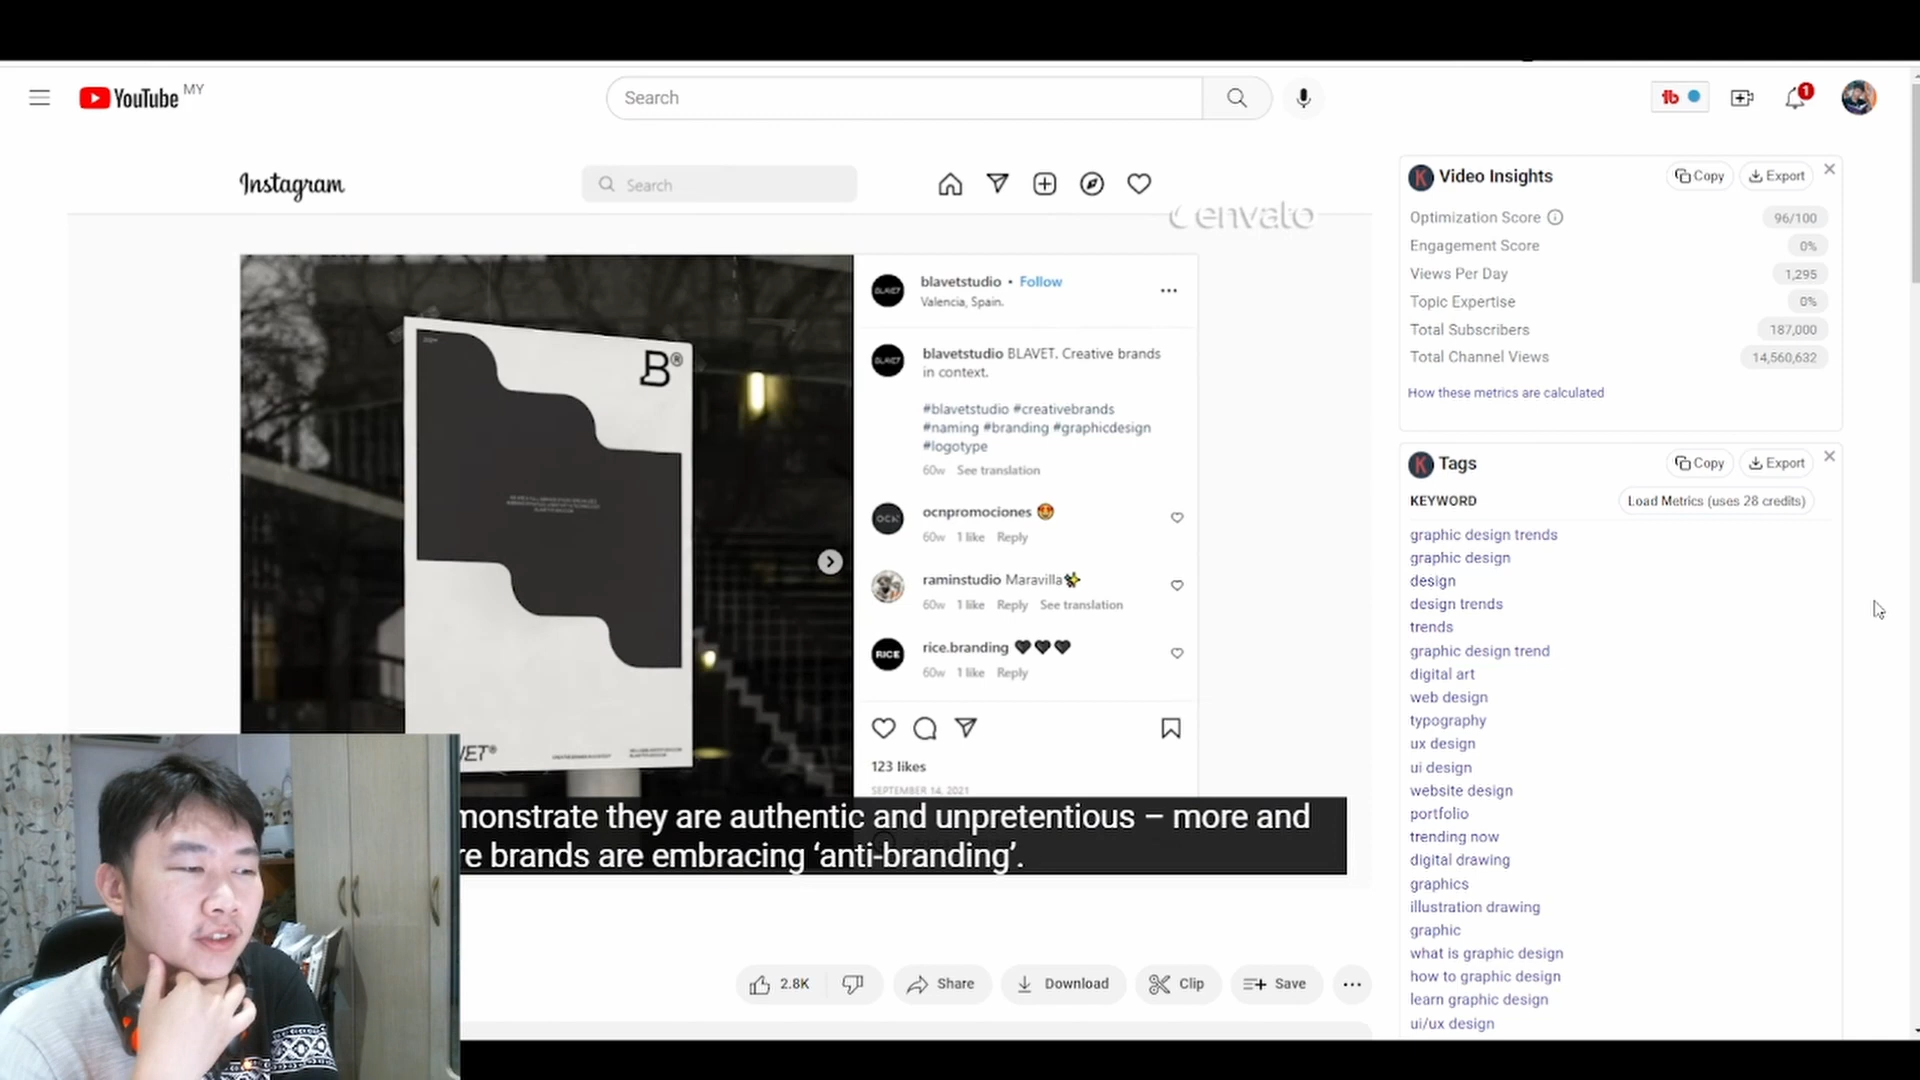 YouTube MY
Search
1
Instagram
Search
envato
blavetstudio • Follow
Valencia, Spain.
blavetstudio BLAVET. Creative brands
in context.
#blavetstudio #creativebrands
#naming #branding #graphicdesign
#logotype
60w See translation
ocnpromociones 😍
60w 1 like Reply
raminstudio Maravilla✨
60w 1 like Reply See translation
RICE
rice.branding 🖤🖤🖤
60w 1 like Reply
123 likes
SEPTEMBER 14, 2021
B®
VET®
monstrate they are authentic and unpretentious – more and
re brands are embracing ‘anti-branding’.
2.8K
Share
Download
Clip
Save
Video Insights
Copy
Export
Optimization Score 96/100
Engagement Score 0%
Views Per Day 1,295
Topic Expertise 0%
Total Subscribers 187,000
Total Channel Views 14,560,632
How these metrics are calculated
Tags
Copy
Export
KEYWORD
Load Metrics (uses 28 credits)
graphic design trends
graphic design
design
design trends
trends
graphic design trend
digital art
web design
typography
ux design
ui design
website design
portfolio
trending now
digital drawing
graphics
illustration drawing
graphic
what is graphic design
how to graphic design
learn graphic design
ui/ux design